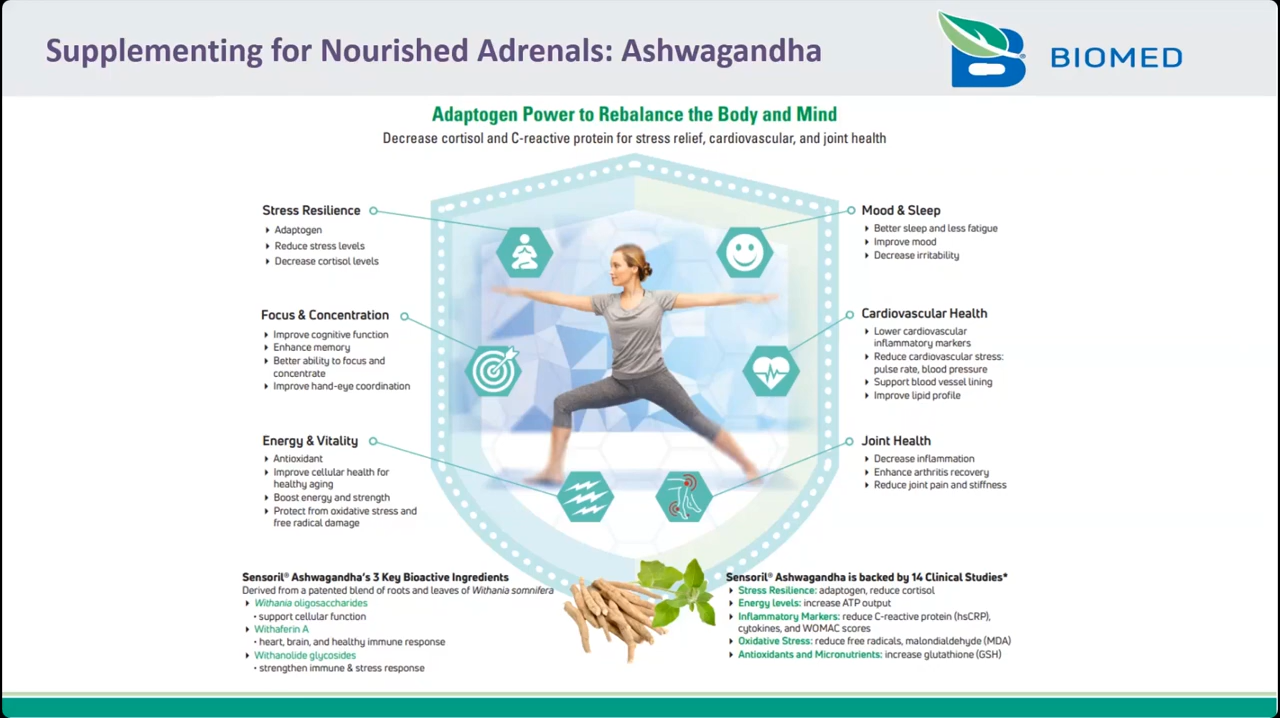 Supplementing for Nourished Adrenals: Ashwagandha
B BIOMED
Adaptogen Power to Rebalance the Body and Mind
Decrease cortisol and C-reactive protein for stress relief, cardiovascular, and joint health
Stress Resilience
Adaptogen
Reduce stress levels
Decrease cortisol levels
Focus & Concentration
Improve cognitive function
Enhance memory
Better ability to focus and
concentrate
Improve hand-eye coordination
Energy & Vitality
Antioxidant
Improve cellular health for
healthy aging
Boost energy and strength
Protect from oxidative stress and
free radical damage
Mood & Sleep
Better sleep and less fatigue
Improve mood
Decrease irritability
Cardiovascular Health
Lower cardiovascular
inflammatory markers
Reduce cardiovascular stress:
pulse rate, blood pressure
Support blood vessel lining
Improve lipid profile
Joint Health
Decrease inflammation
Enhance arthritis recovery
Reduce joint pain and stiffness
Sensoril® Ashwagandha's 3 Key Bioactive Ingredients
Derived from a patented blend of roots and leaves of Withania somnifera
Withania oligosaccharides
• support cellular function
Withaferin A
• heart, brain, and healthy immune response
Withanolide glycosides
• strengthen immune & stress response
Sensoril® Ashwagandha is backed by 14 Clinical Studies*
Stress Resilience: adaptogen, reduce cortisol
Energy levels: increase ATP output
Inflammatory Markers: reduce C-reactive protein (hsCRP),
cytokines, and WOMAC scores
Oxidative Stress: reduce free radicals, malondialdehyde (MDA)
Antioxidants and Micronutrients: increase glutathione (GSH)